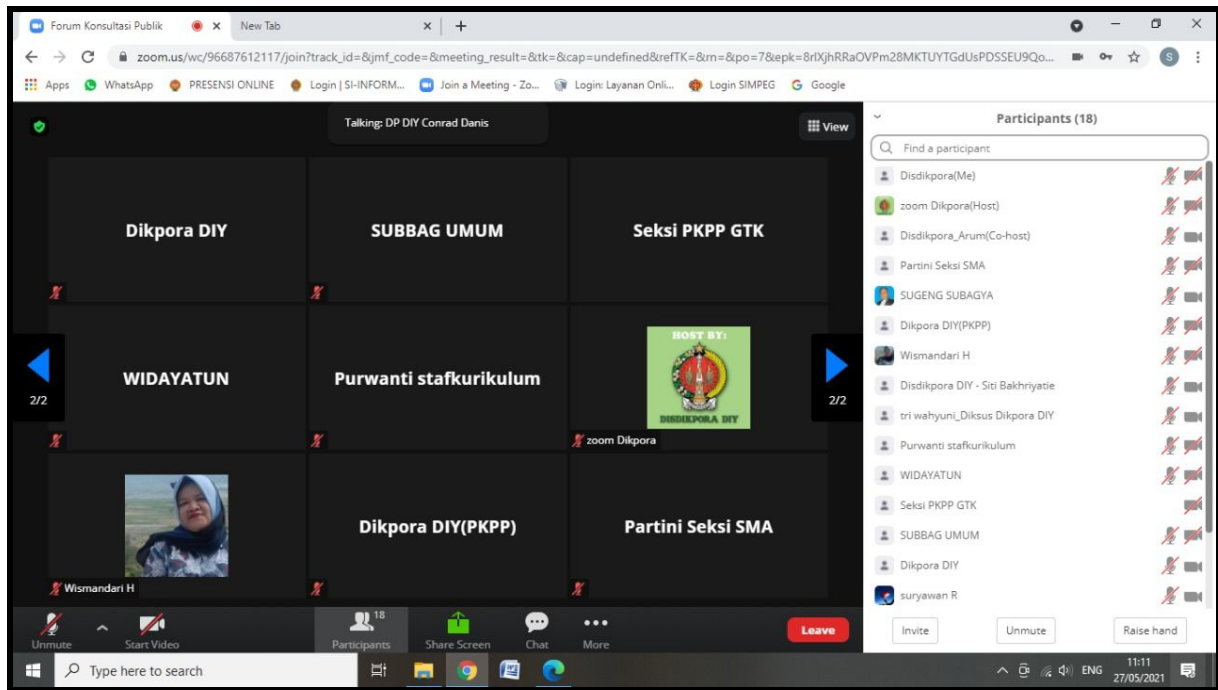 Forum Konsultasi Publik
New Tab
zoom.us/wc/96687612117/join?track_id=&jmf_code=&meeting_result=&tk=&cap=undefined&refTK=&rn=&po=7&epk=8rIXjhRRaOVPm28MKTUYTGdUsPDSSEU9Qo...
S
Apps WhatsApp PRESENSI ONLINE Login | SI-INFORM... Join a Meeting - Zo... Login: Layanan Onli... Login SIMPEG Google
Talking: DP DIY Conrad Danis
View
Dikpora DIY
SUBBAG UMUM
Seksi PKPP GTK
2/2
WIDAYATUN
Purwanti stafkurikulum
HOST BY:
DISDIKPORA DIY
zoom Dikpora
2/2
Wismandari H
Dikpora DIY(PKPP)
Partini Seksi SMA
Participants (18)
Find a participant
Disdikpora(Me)
zoom Dikpora(Host)
Disdikpora_Arum(Co-host)
Partini Seksi SMA
SUGENG SUBAGYA
Dikpora DIY(PKPP)
Wismandari H
Disdikpora DIY - Siti Bakhriyatie
tri wahyuni_Diksus Dikpora DIY
Purwanti stafkurikulum
WIDAYATUN
Seksi PKPP GTK
SUBBAG UMUM
Dikpora DIY
suryawan R
Invite Unmute Raise hand
Unmute
Start Video
18
Participants
Share Screen
Chat
More
Leave
Type here to search
ENG
11:11
27/05/2021